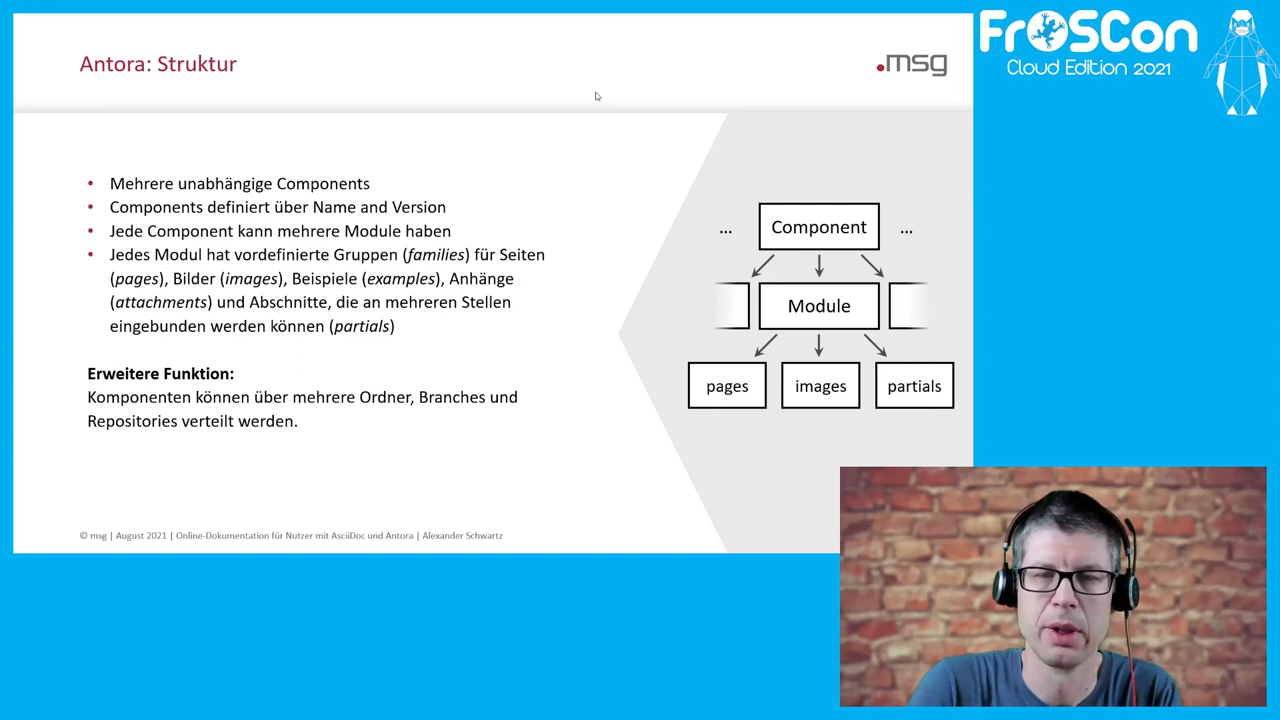 Antora: Struktur
.msg
FrOSCon
Cloud Edition 2021
• Mehrere unabhängige Components
• Components definiert über Name and Version
• Jede Component kann mehrere Module haben
• Jedes Modul hat vordefinierte Gruppen (families) für Seiten
(pages), Bilder (images), Beispiele (examples), Anhänge
(attachments) und Abschnitte, die an mehreren Stellen
eingebunden werden können (partials)
Erweitere Funktion:
Komponenten können über mehrere Ordner, Branches und
Repositories verteilt werden.
... Component ...
Module
pages images partials
© msg | August 2021 | Online-Dokumentation für Nutzer mit AsciiDoc und Antora | Alexander Schwartz